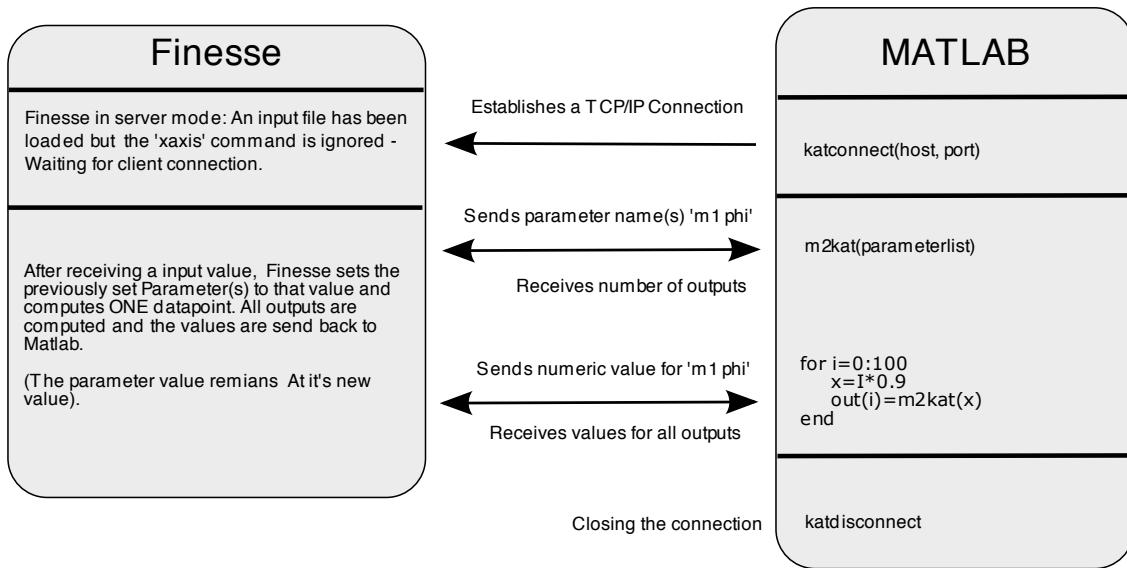 Finesse
Finesse in server mode: An input file has been
loaded but the 'xaxis' command is ignored -
Waiting for client connection.
After receiving a input value, Finesse sets the
previously set Parameter(s) to that value and
computes ONE datapoint. All outputs are
computed and the values are send back to
Matlab.
(The parameter value remians At it's new
value).
Establishes a TCP/IP Connection
Sends parameter name(s) 'm1 phi'
Receives number of outputs
Sends numeric value for 'm1 phi'
Receives values for all outputs
Closing the connection
MATLAB
katconnect(host, port)
m2kat(parameterlist)
for i=0:100
x=I*0.9
out(i)=m2kat(x)
end
katdisconnect